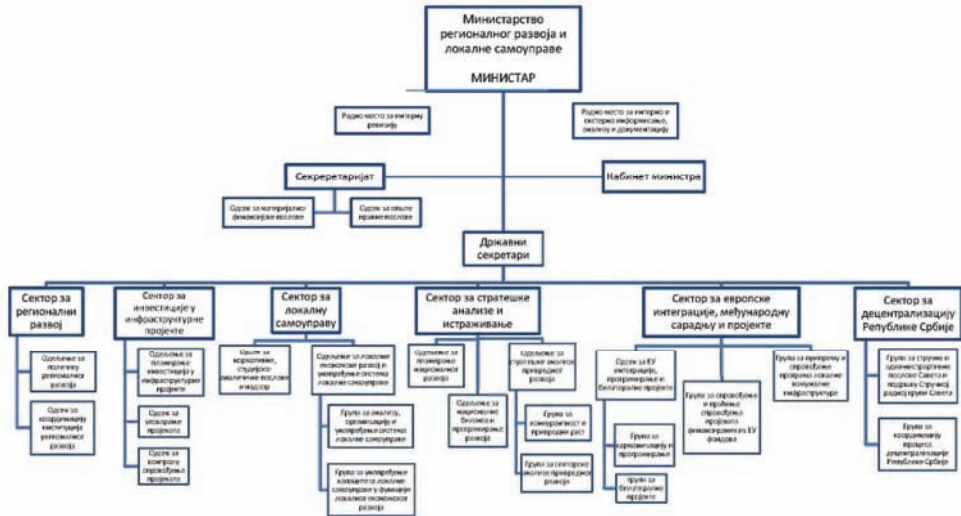 Министарство
регионалног развоја и
локалне самоуправе
МИНИСТАР
Радно место за интерну
ревизију
Радно место за интерно и
екстерно информисање,
анализу и документацију
Секреретаријат
Кабинет министра
Одсек за материјално
финансијске послове
Одсек за опште
правне послове
Државни
секретари
Сектор за
регионални
развој
Одељење за
политику
регионалног
развоја
Одсек за
координацију
институција
регионалног
развоја
Сектор за
инвестиције у
инфраструктурне
пројекте
Одељење за
планирање
инвестиција у
инфраструктурне
пројекте
Одсек за
уговарање
пројеката
Одсек за
контролу
спровођења
пројеката
Сектор за
локалну
самоуправу
Одсек за
нормативне,
студијско-
аналитичке послове
и надзор
Одељење за локални
економски развој и
унапређење система
локалне самоуправе
Група за анализу,
организацију и
унапређење система
локалне самоуправе
Група за унапређење
капацитета локалне
самоуправе у функцији
локалног економског
развоја
Сектор за стратешке
анализе и
истраживање
Одељење за
планирање
националног
развоја
Одељење за
националне
билансе и
програмирање
развоја
Одељење за
стратешке анализе
привредног
развоја
Група за
конкурентност и
привредни раст
Група за секторске
анализе привредног
развоја
Сектор за европске
интеграције, међународну
сарадњу и пројекте
Одсек за ЕУ
интеграције,
програмирање и
билатералне пројекте
Група за
хармонизацију и
програмирање
Група за
билатералне
пројекте
Група за спровођење
и праћење
спровођења
пројеката
финансираних из ЕУ
фондова
Група за припрему и
спровођење
програма локалне
комуналне
инфраструктуре
Сектор за
децентрализацију
Републике Србије
Група за стручне и
административне
послове Савета и
подршку Стручној
радној групи Савета
Група за
координацију
процеса
децентрализације
Републике Србије